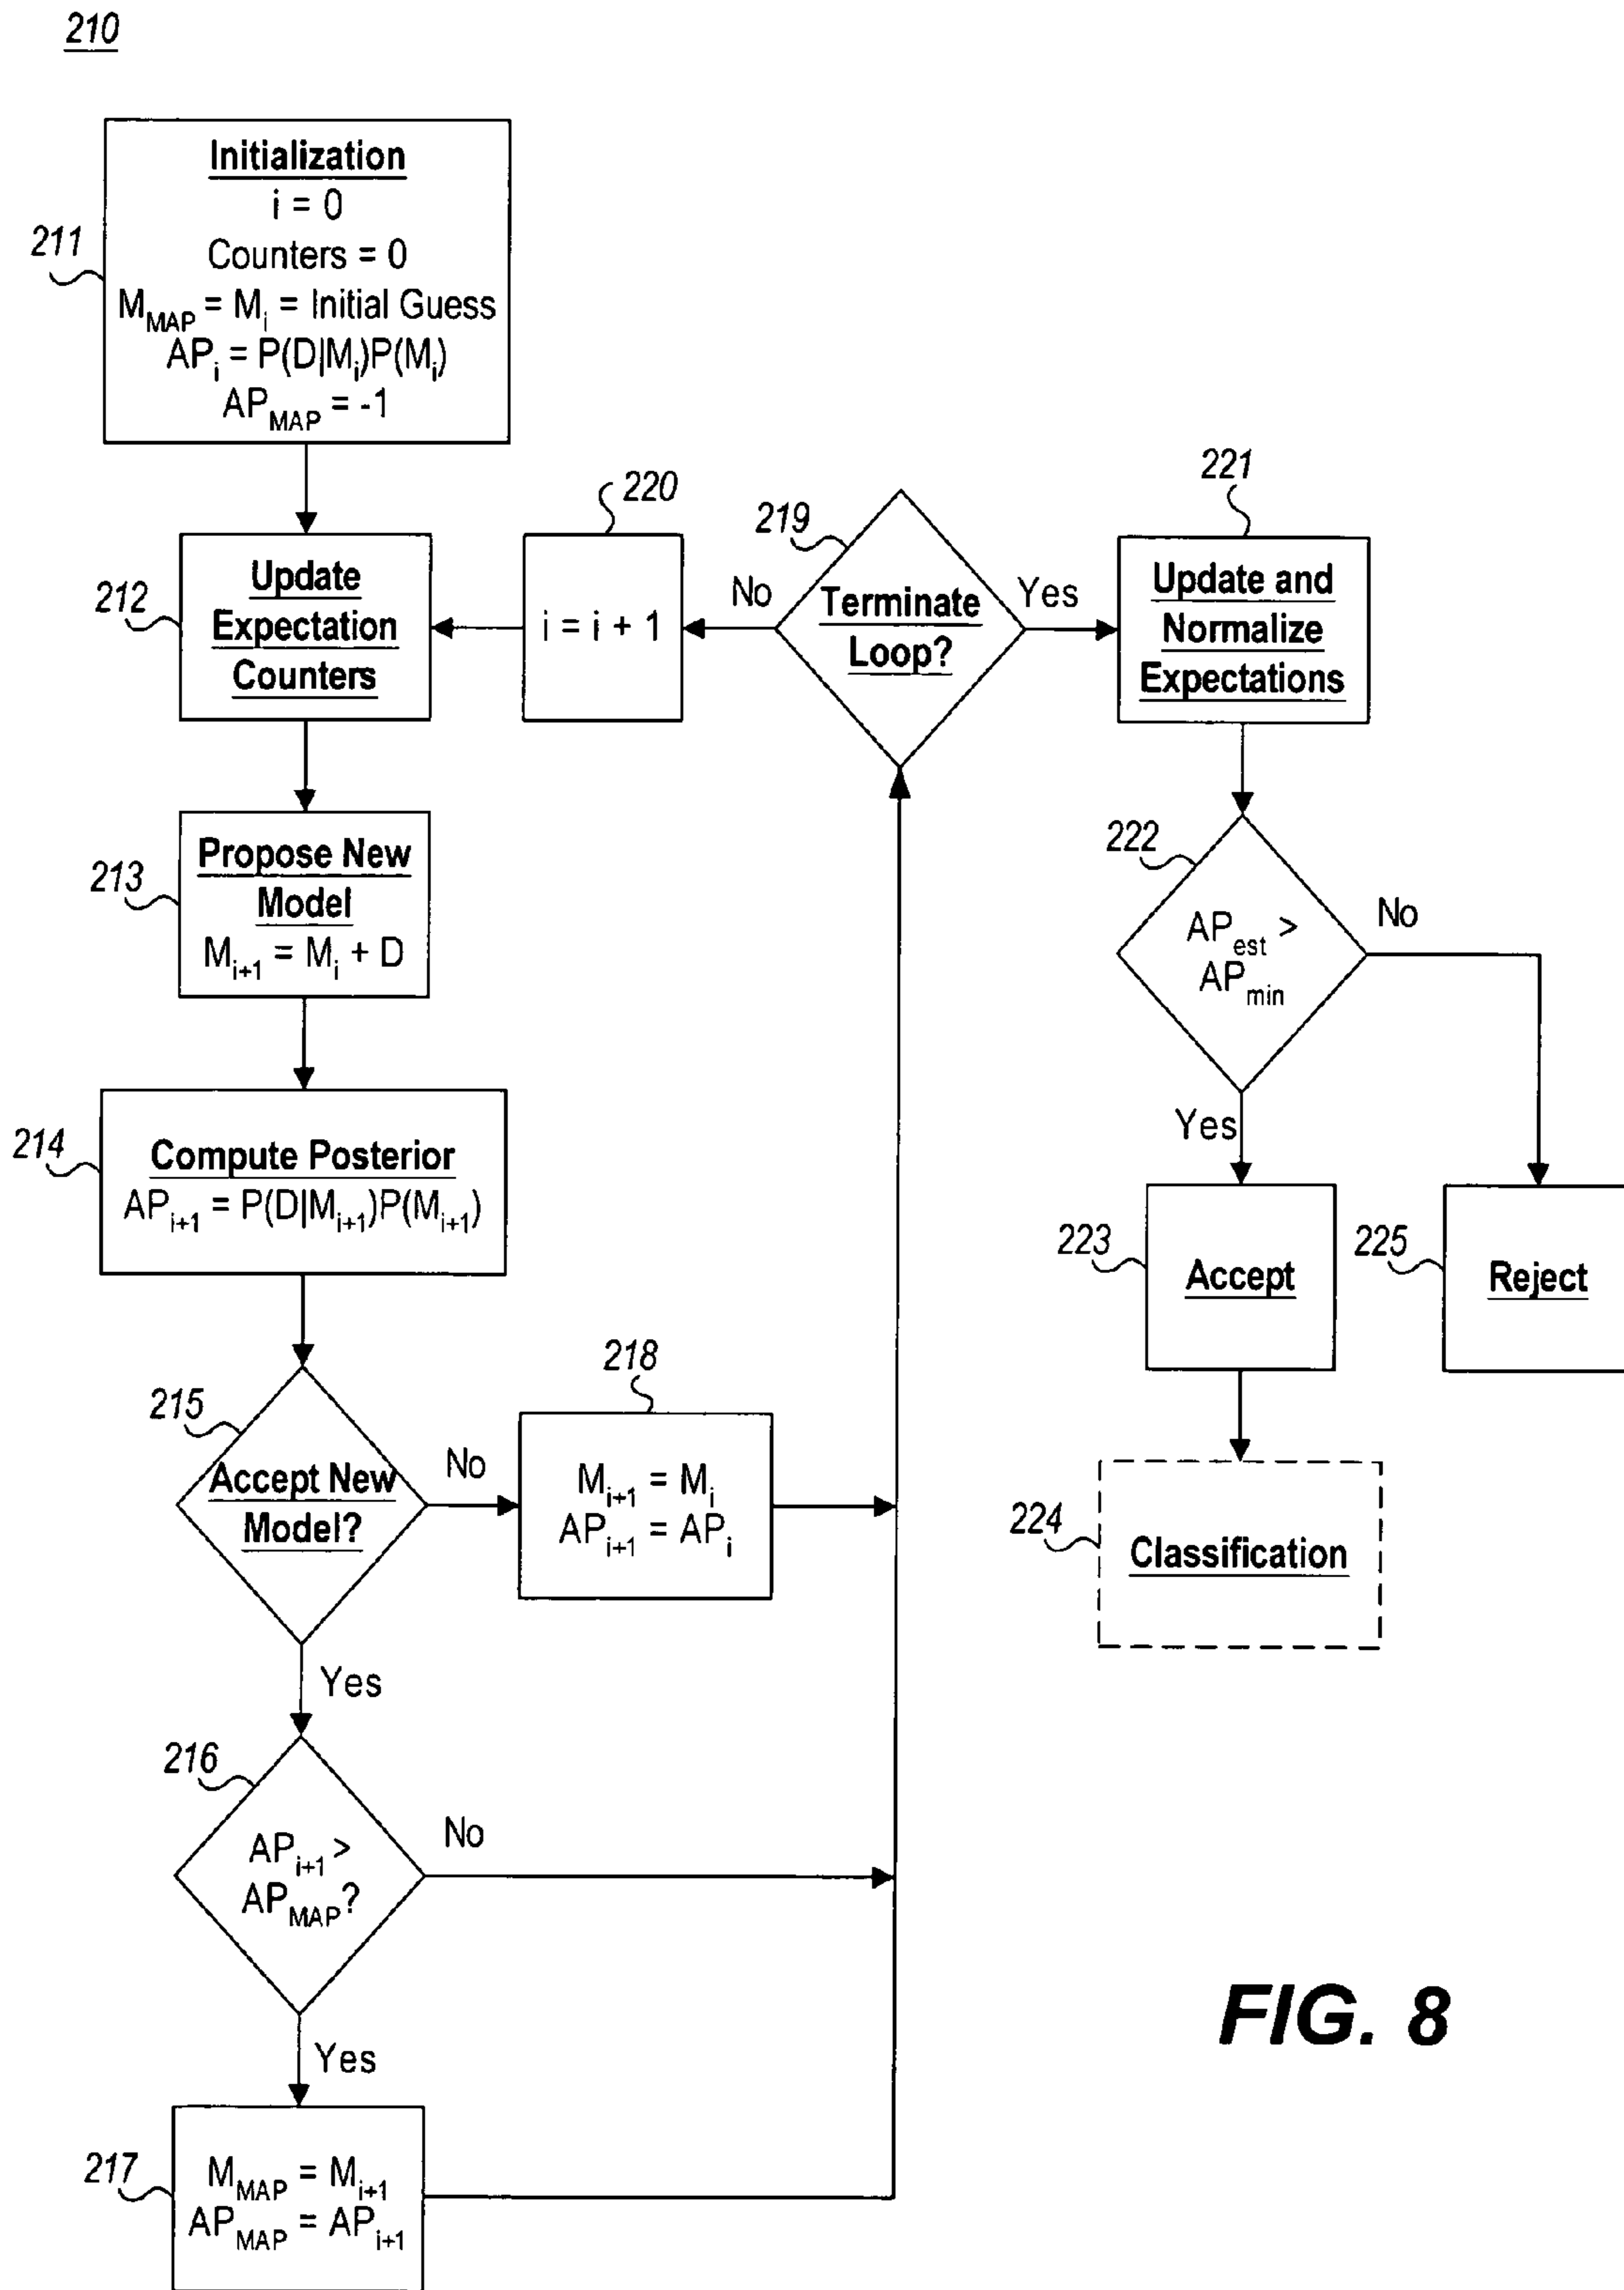 210
211
Initialization
i = 0
Counters = 0
M_MAP = M_i = Initial Guess
AP_i = P(D|M_i)P(M_i)
AP_MAP = -1
212
Update
Expectation
Counters
220
i = i + 1
219
Terminate
Loop?
No
Yes
221
Update and
Normalize
Expectations
213
Propose New
Model
M_i+1 = M_i + D
222
AP_est >
AP_min
No
Yes
214
Compute Posterior
AP_i+1 = P(D|M_i+1)P(M_i+1)
223
Accept
225
Reject
215
Accept New
Model?
No
Yes
218
M_i+1 = M_i
AP_i+1 = AP_i
224
Classification
216
AP_i+1 >
AP_MAP?
No
Yes
217
M_MAP = M_i+1
AP_MAP = AP_i+1
FIG. 8